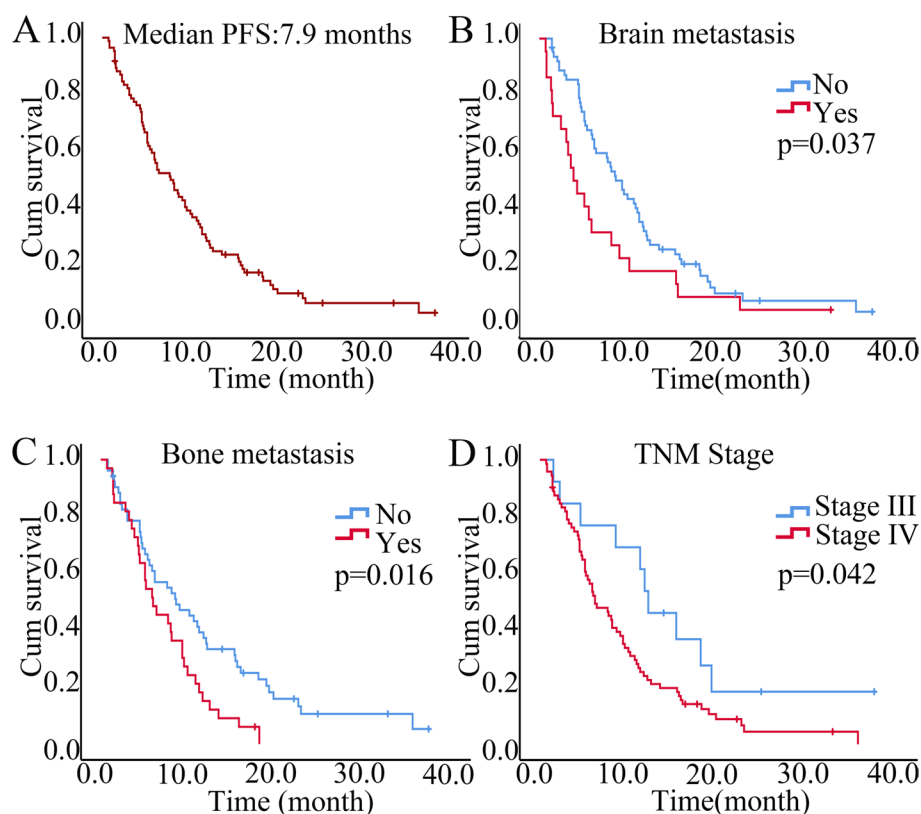 A
Median PFS:7.9 months
1.0
0.8
0.6
0.4
0.2
0.0
Cum survival
0.0 10.0 20.0 30.0 40.0
Time (month)
B
Brain metastasis
1.0
0.8
0.6
0.4
0.2
0.0
Cum survival
No
Yes
p=0.037
0.0 10.0 20.0 30.0 40.0
Time(month)
C
Bone metastasis
1.0
0.8
0.6
0.4
0.2
0.0
Cum survival
No
Yes
p=0.016
0.0 10.0 20.0 30.0 40.0
Time (month)
D
TNM Stage
1.0
0.8
0.6
0.4
0.2
0.0
Cum survival
Stage III
Stage IV
p=0.042
0.0 10.0 20.0 30.0 40.0
Time(month)